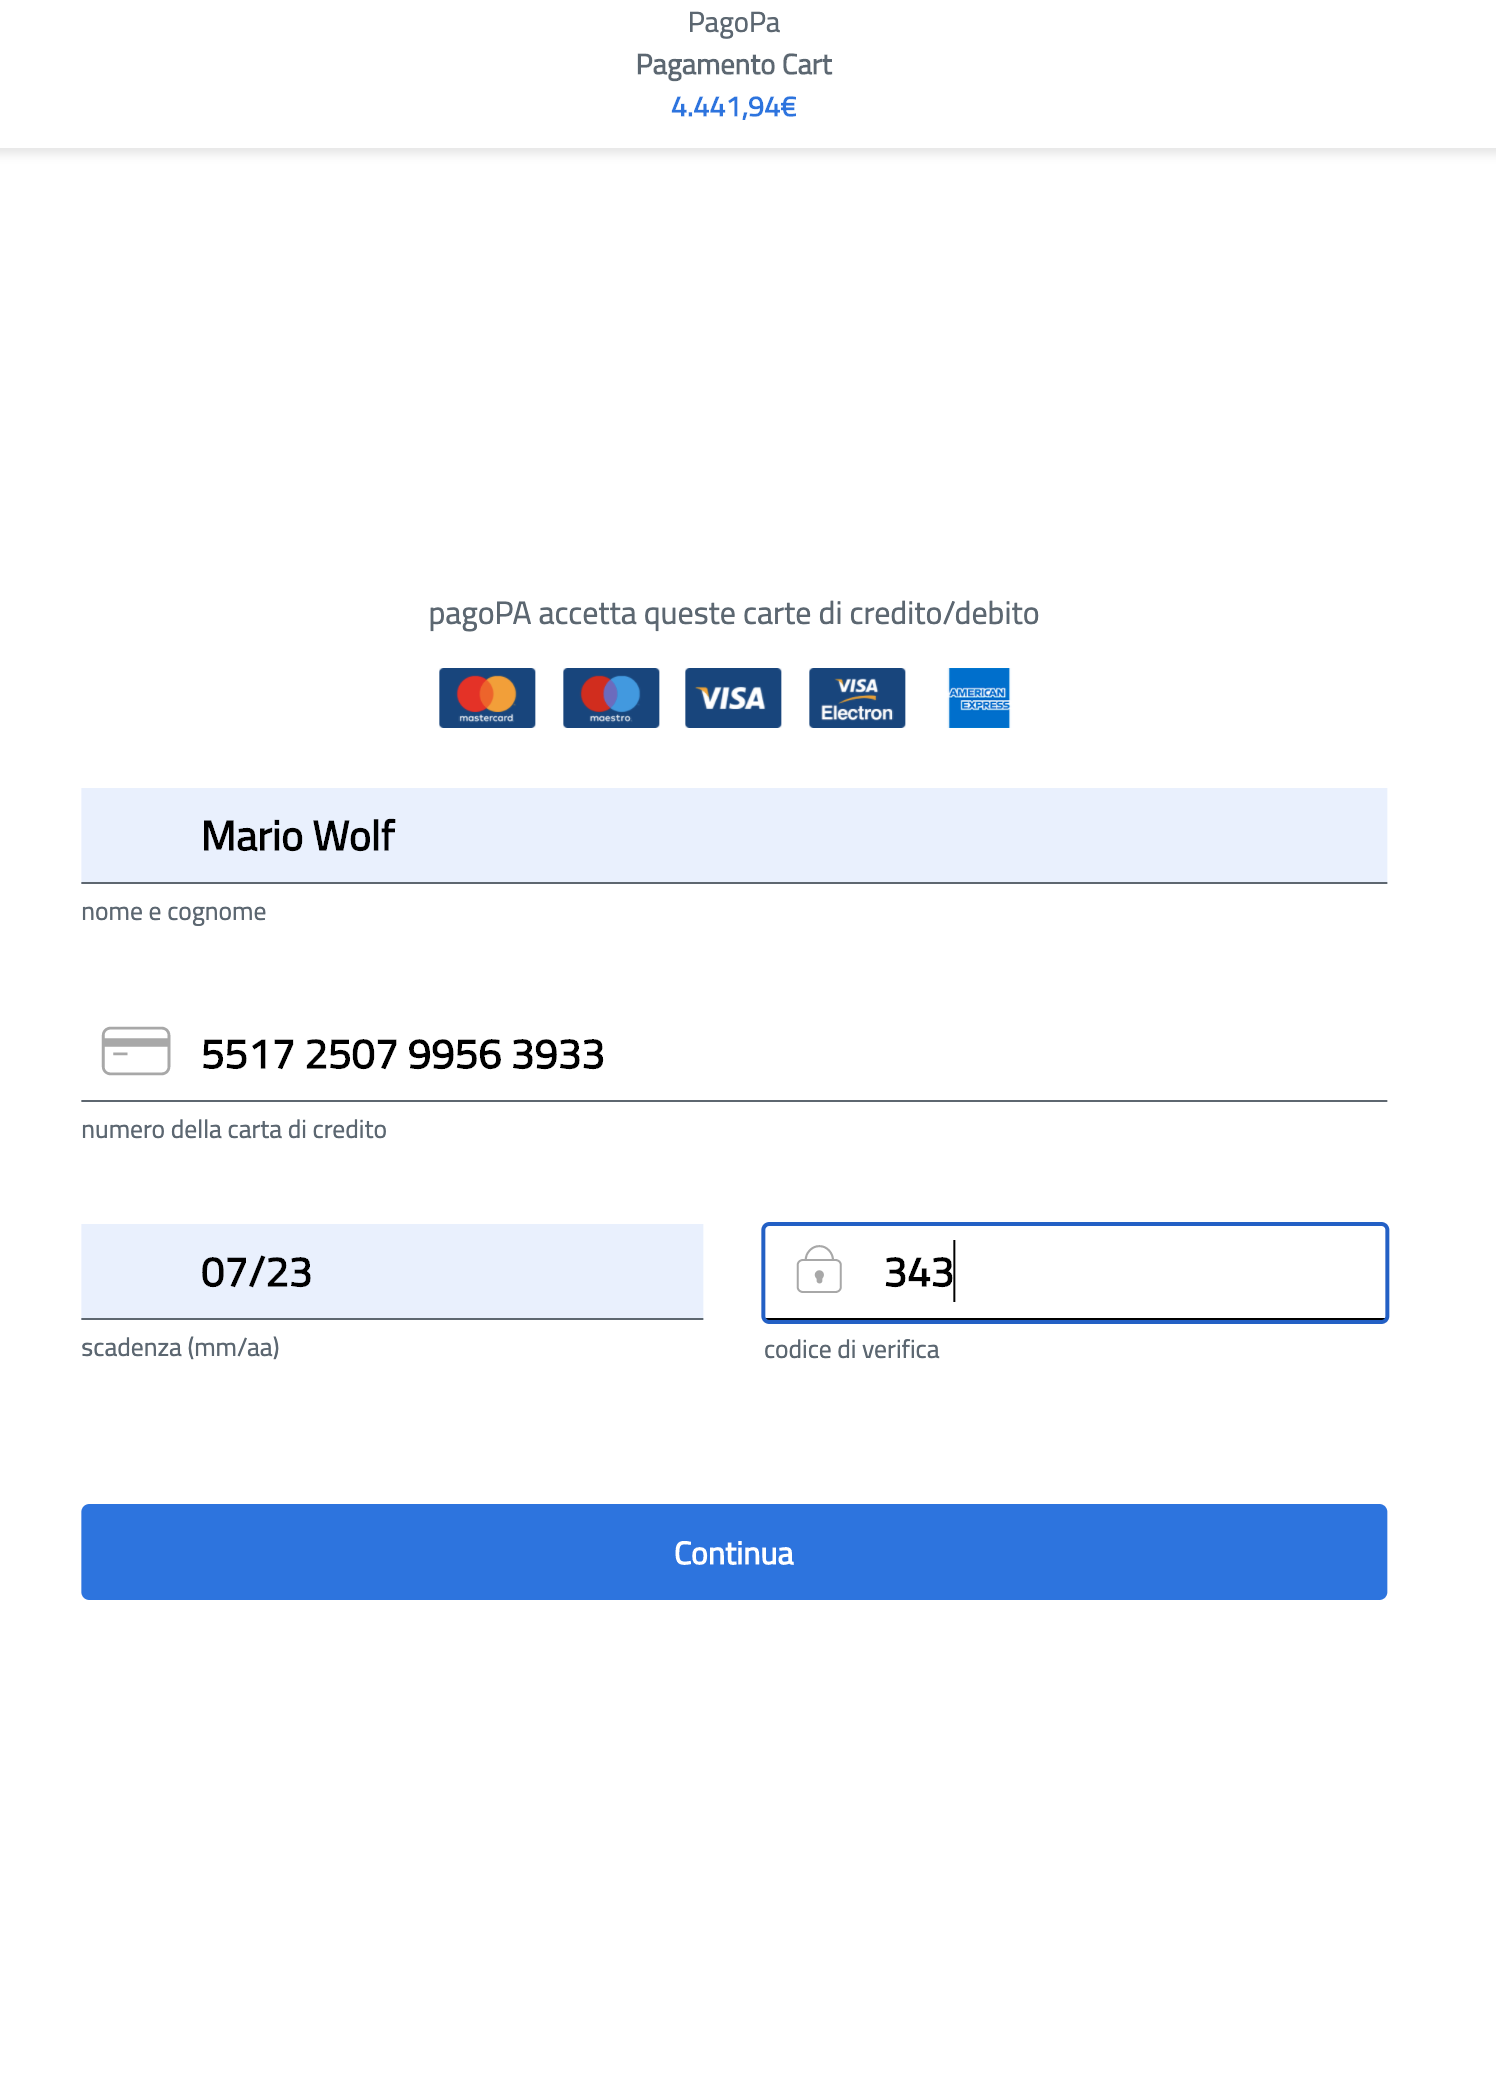 PagoPa
Pagamento Cart
4.441,94€
pagoPA accetta queste carte di credito/debito
mastercard
maestro
VISA
VISA
Electron
AMERICAN
EXPRESS
Mario Wolf
nome e cognome
5517 2507 9956 3933
numero della carta di credito
07/23
scadenza (mm/aa)
343
codice di verifica
Continua